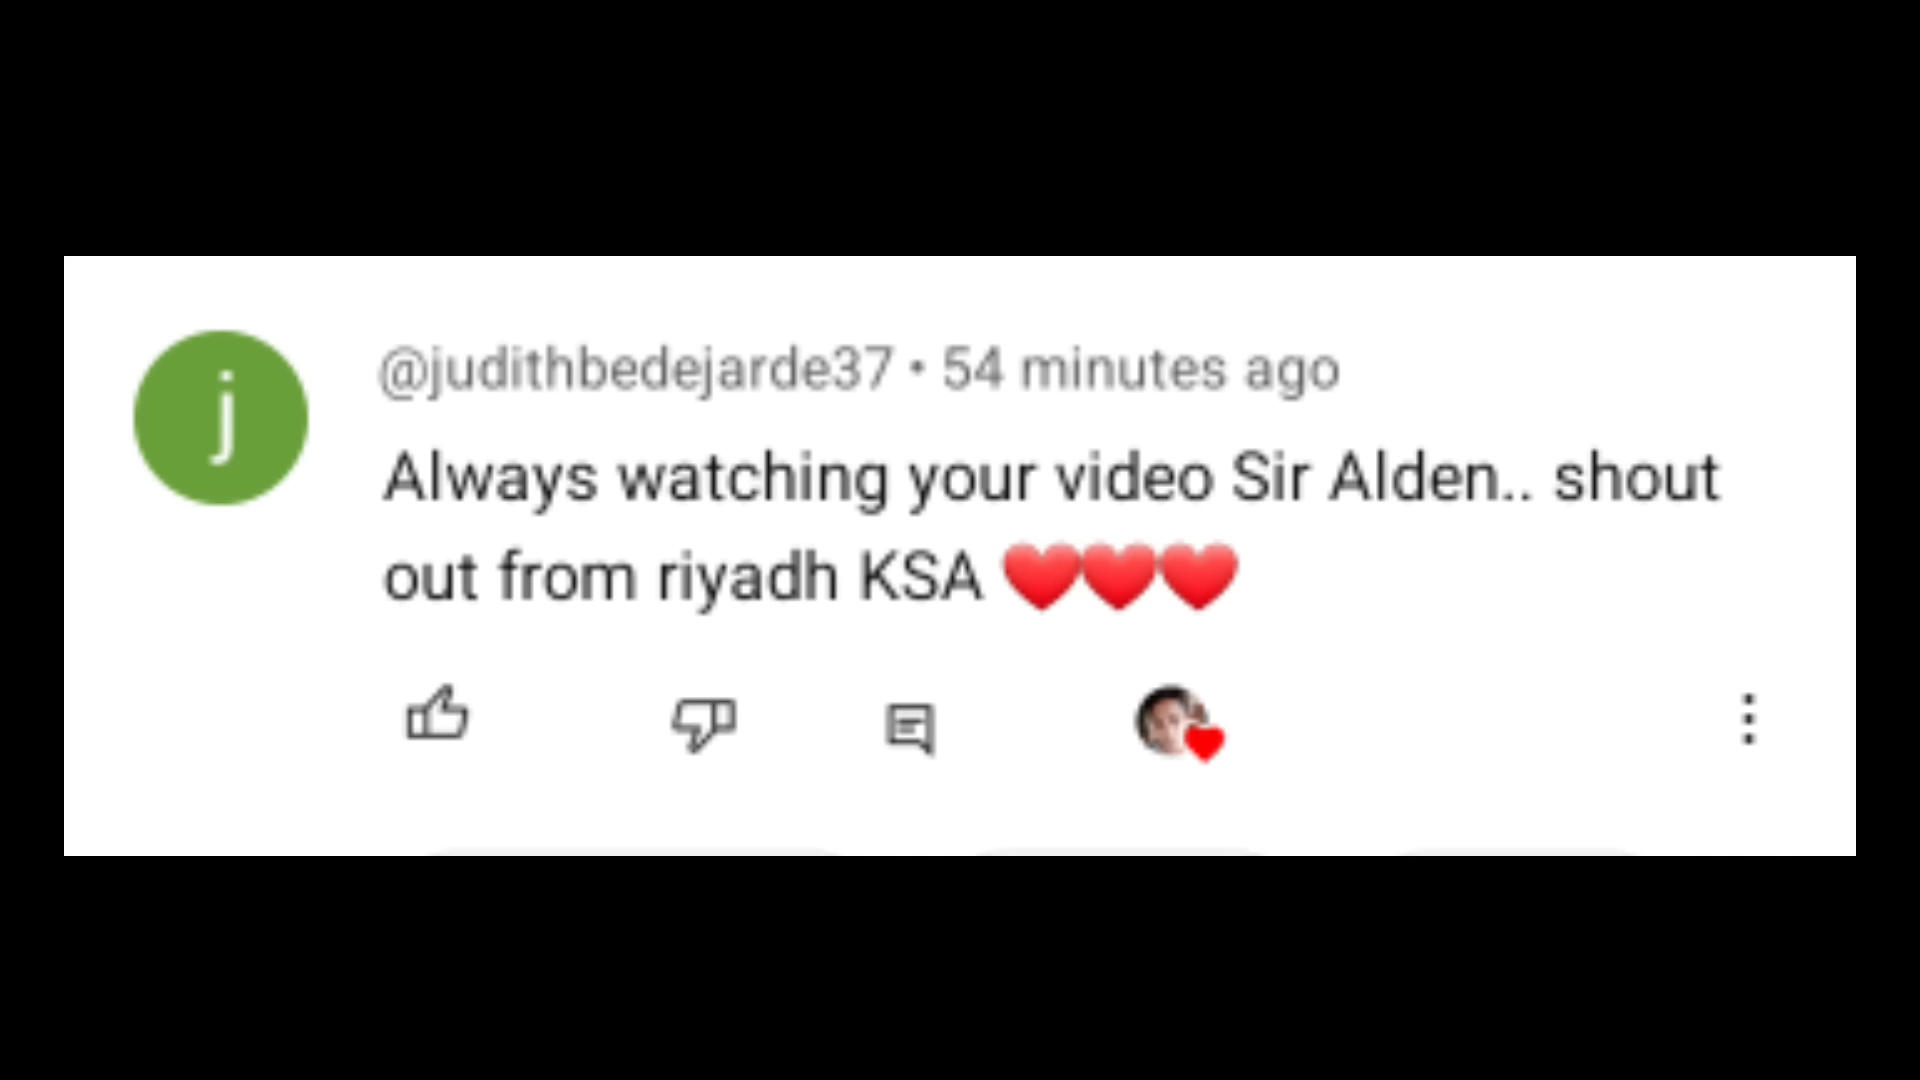 j
@judithbedejarde37 • 54 minutes ago
Always watching your video Sir Alden.. shout
out from riyadh KSA ❤️❤️❤️